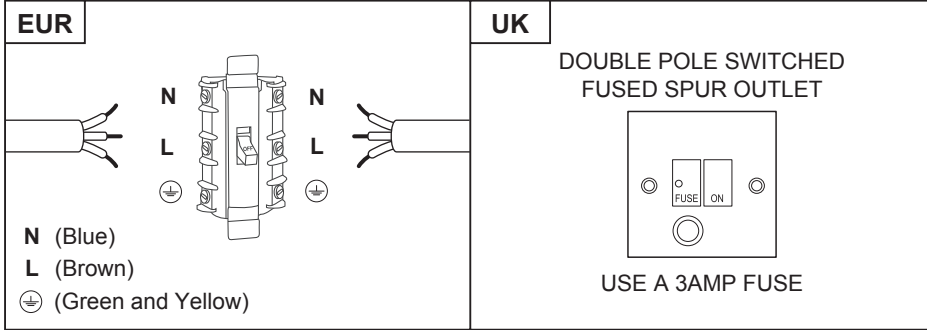 EUR
N
N
OFF
L
L
N (Blue)
L (Brown)
(Green and Yellow)
UK
DOUBLE POLE SWITCHED
FUSED SPUR OUTLET
FUSE ON
USE A 3AMP FUSE